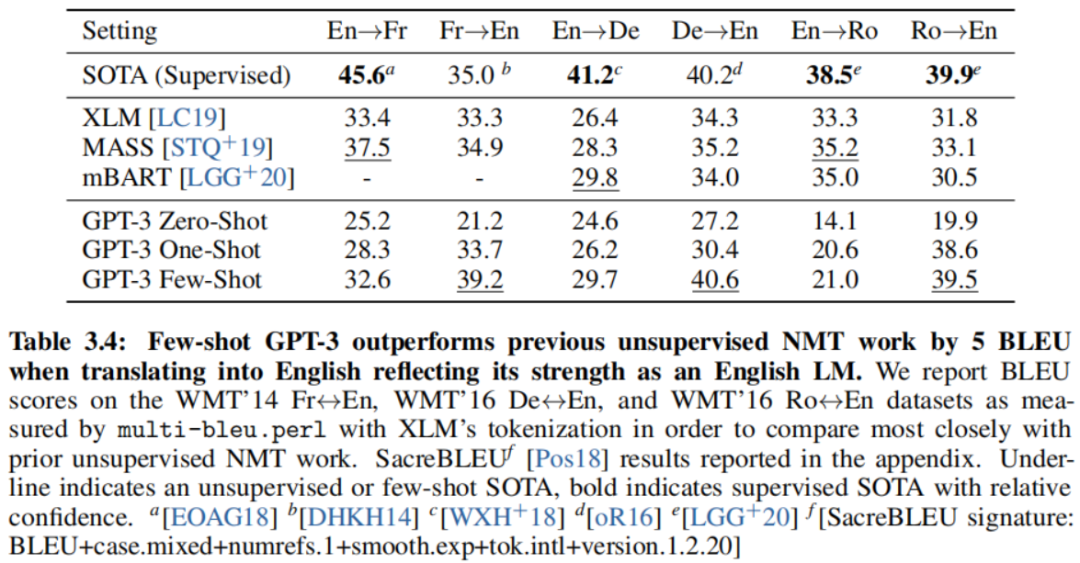 Setting En→Fr Fr→En En→De De→En En→Ro Ro→En
SOTA (Supervised) 45.6a 35.0 b 41.2c 40.2d 38.5e 39.9e
XLM [LC19] 33.4 33.3 26.4 34.3 33.3 31.8
MASS [STQ+19] 37.5 34.9 28.3 35.2 35.2 33.1
mBART [LGG+20] - - 29.8 34.0 35.0 30.5
GPT-3 Zero-Shot 25.2 21.2 24.6 27.2 14.1 19.9
GPT-3 One-Shot 28.3 33.7 26.2 30.4 20.6 38.6
GPT-3 Few-Shot 32.6 39.2 29.7 40.6 21.0 39.5
Table 3.4: Few-shot GPT-3 outperforms previous unsupervised NMT work by 5 BLEU
when translating into English reflecting its strength as an English LM. We report BLEU
scores on the WMT'14 Fr↔En, WMT'16 De↔En, and WMT'16 Ro↔En datasets as mea-
sured by multi-bleu.perl with XLM's tokenization in order to compare most closely with
prior unsupervised NMT work. SacreBLEUf [Pos18] results reported in the appendix. Under-
line indicates an unsupervised or few-shot SOTA, bold indicates supervised SOTA with relative
confidence. a[EOAG18] b[DHKH14] c[WXH+18] d[oR16] e[LGG+20] f[SacreBLEU signature:
BLEU+case.mixed+numrefs.1+smooth.exp+tok.intl+version.1.2.20]